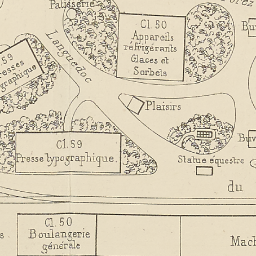 Patisserie
Cl. 50
Appareils
réfrigérants
Glaces et
Sorbets
Languedoc
Plaisirs
Cl. 59
Presse typographique.
Statue équestre
du
Cl. 50
Boulangerie
générale
Mach